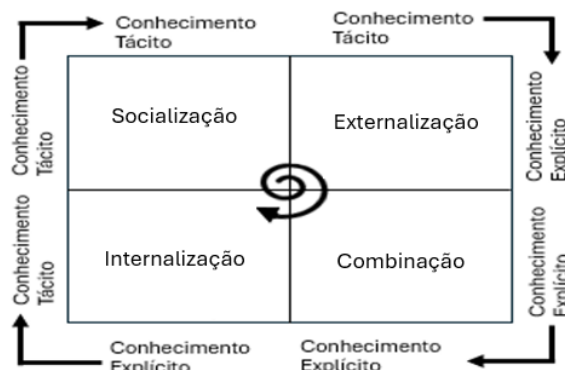 Conhecimento
Tácito
Conhecimento
Tácito
Conhecimento
Tácito
Socialização
Externalização
Conhecimento
Explícito
Conhecimento
Tácito
Internalização
Combinação
Conhecimento
Explícito
Conhecimento
Explícito
Conhecimento
Explícito